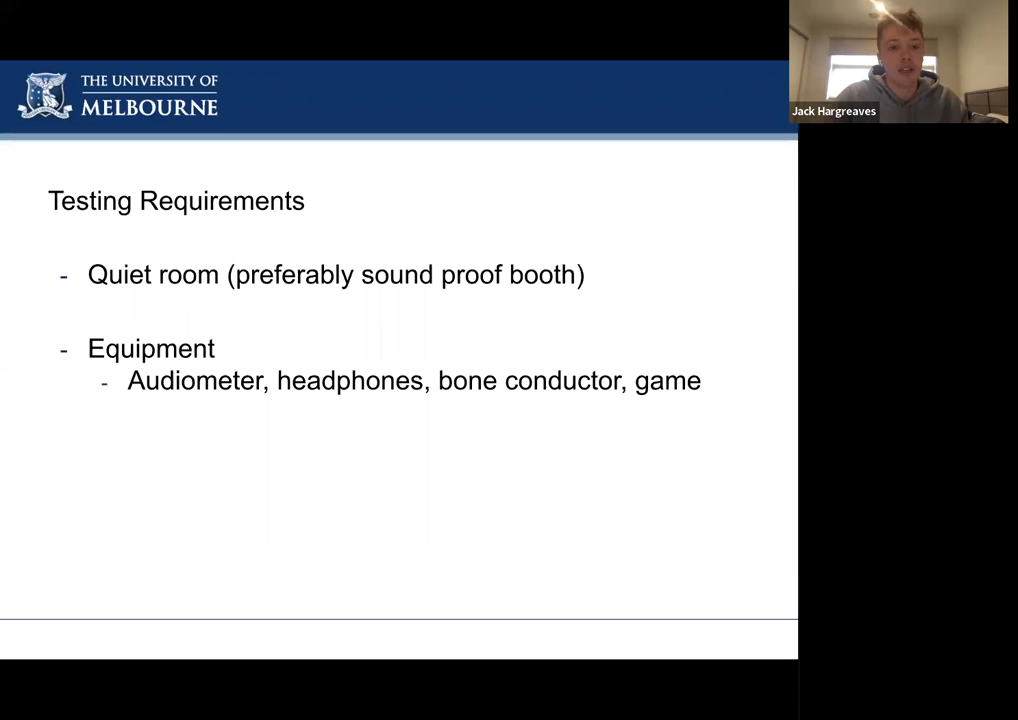 THE UNIVERSITY OF
MELBOURNE
Jack Hargreaves
Testing Requirements
- Quiet room (preferably sound proof booth)
- Equipment
- Audiometer, headphones, bone conductor, game